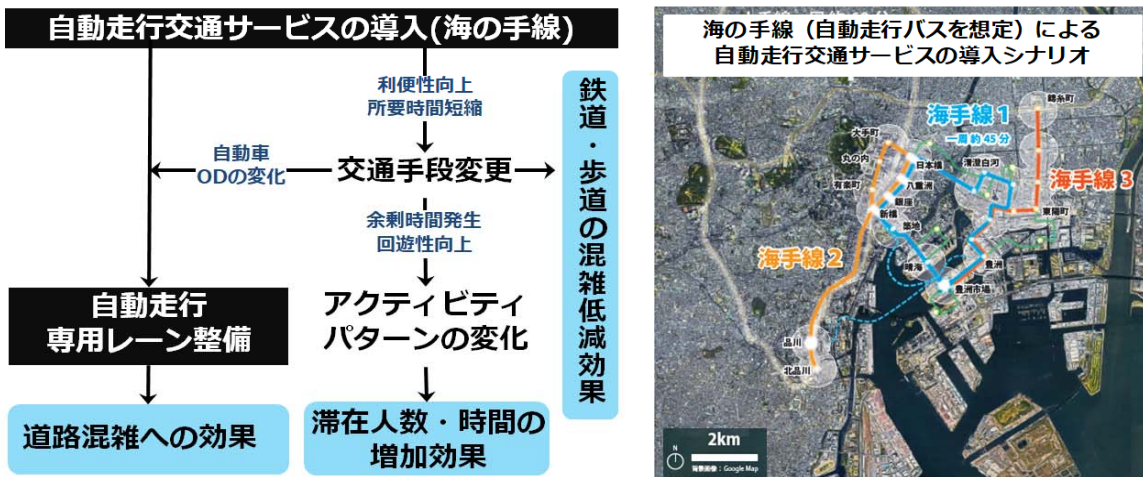 自動走行交通サービスの導入(海の手線)
利便性向上
所要時間短縮
自動車
ODの変化
交通手段変更
余剰時間発生
回遊性向上
自動走行
専用レーン整備
アクティビティ
パターンの変化
道路混雑への効果
滞在人数・時間の
増加効果
鉄道・歩道の混雑低減効果
海の手線（自動走行バスを想定）による
自動走行交通サービスの導入シナリオ
錦糸町
海手線1
一周 約45分
大手町
丸の内
日本橋
清澄白河
有楽町
八重洲
海手線3
銀座
新橋
東陽町
築地
海手線2
晴海
豊洲
豊洲市場
品川
北品川
2km
N
背景画像：Google Map